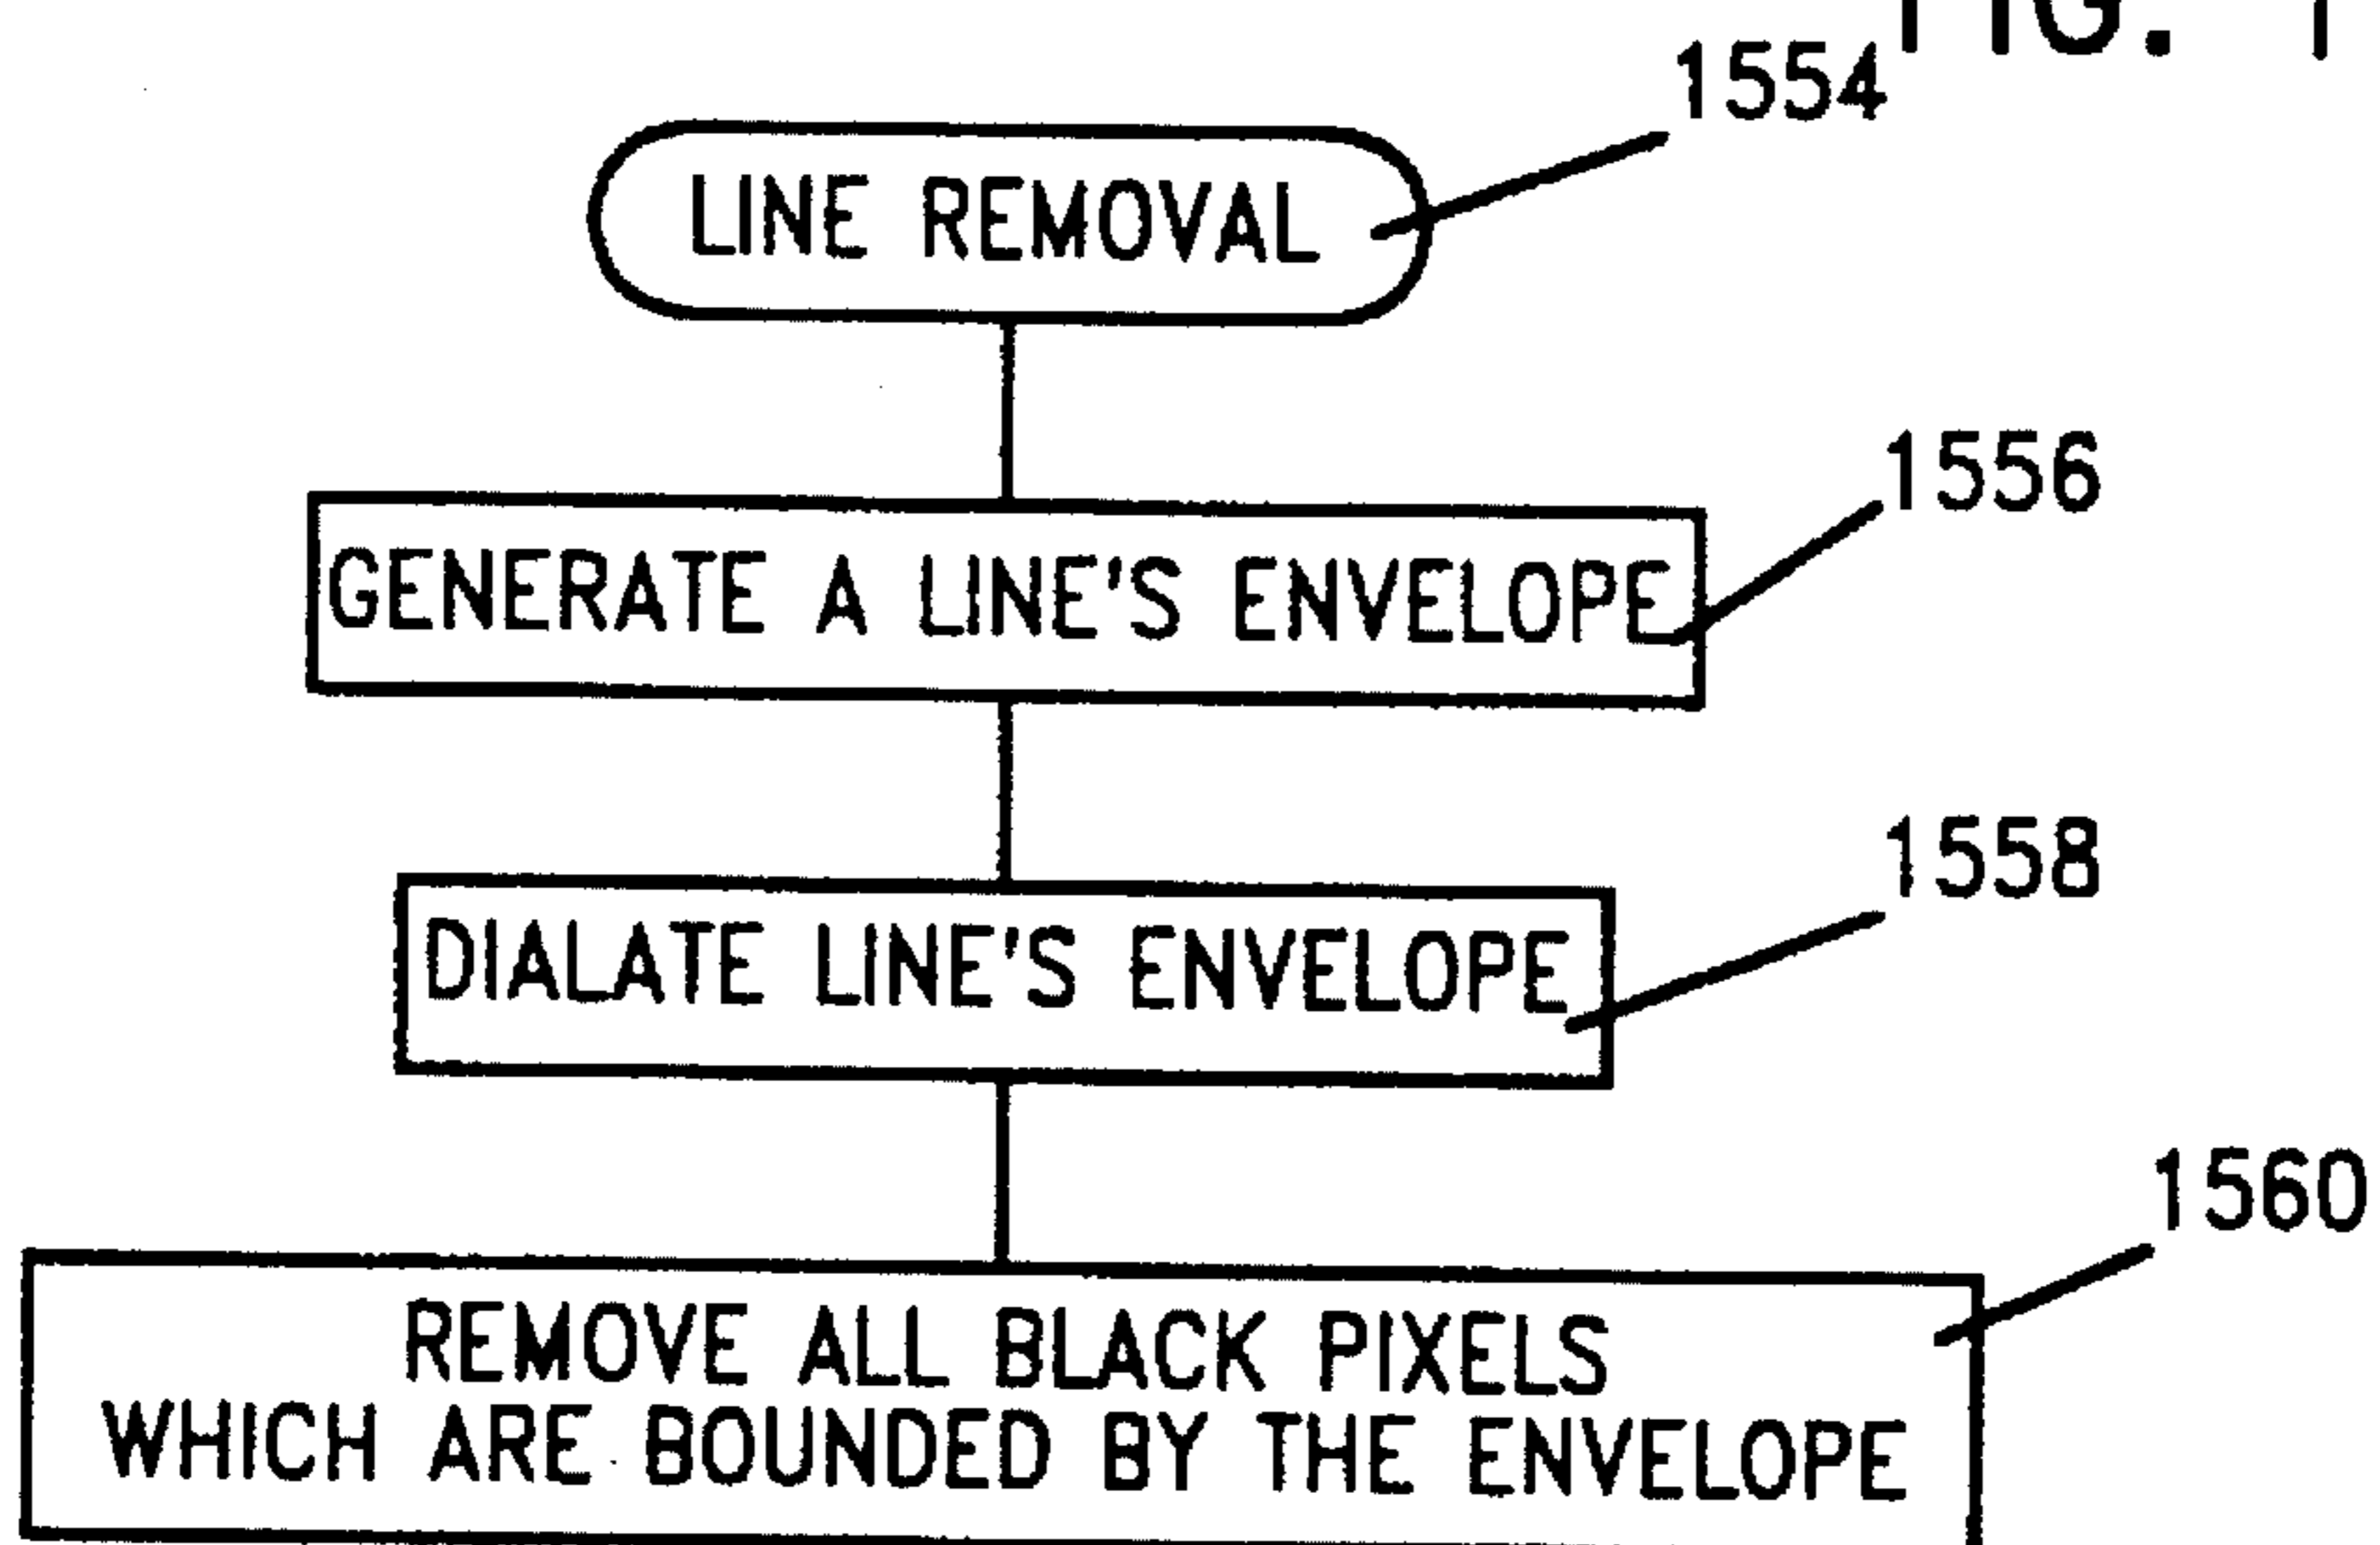 FIG. 1
1554
LINE REMOVAL
1556
GENERATE A LINE'S ENVELOPE
1558
DIALATE LINE'S ENVELOPE
1560
REMOVE ALL BLACK PIXELS
WHICH ARE BOUNDED BY THE ENVELOPE